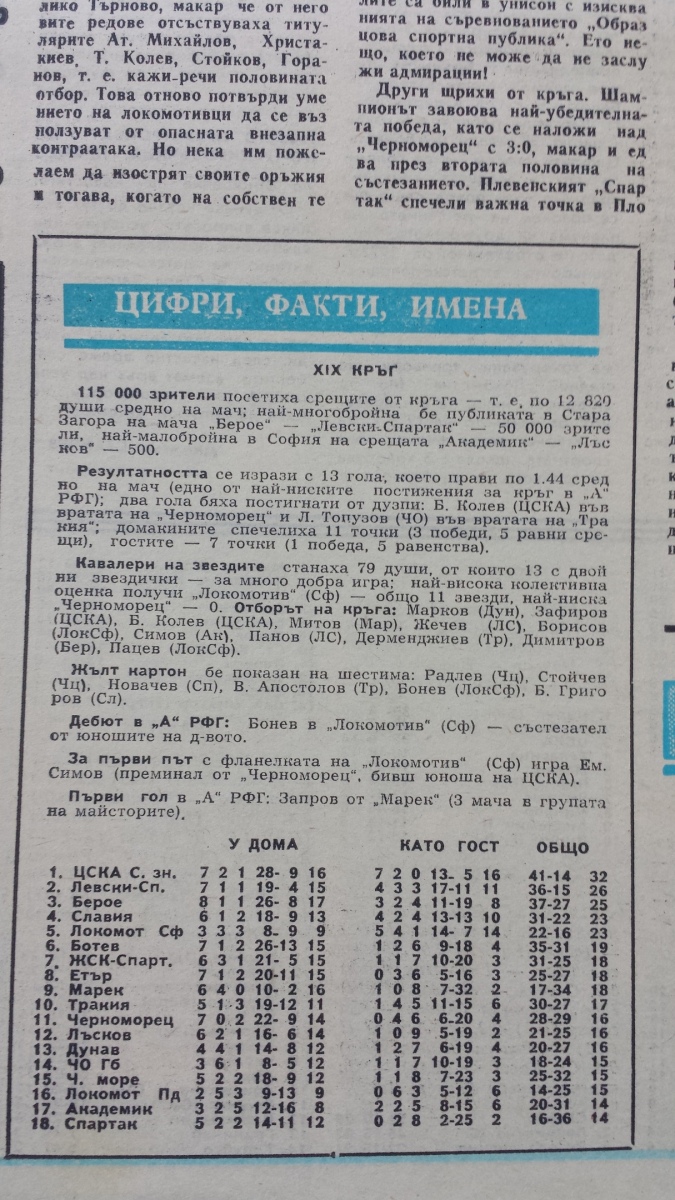 лико Търново, макар че от него
вите редове отсъствуваха титу-
лярите Ат. Михайлов, Христа-
киев, Т. Колев, Стойков, Гора-
нов, т. е. кажи-речи половината
отбор. Това отново потвърди уме
нието на локомотивци да се въз
ползуват от опасната внезапна
контраатака. Но нека им поже-
лаем да изострят своите оръжия
и тогава, когато на собствен те
били в унисон с изисква
нията на съревнованието „Образ
цова спортна публика“. Ето не-
що, което не може да не заслу
жи адмирации!
Други щрихи от кръга. Шам-
пионът завоюва най-убедителна-
та победа, като се наложи над
„Черноморец“ с 3:0, макар и ед
ва през втората половина на
състезанието. Плевенският „Спар
так“ спечели важна точка в Пло
ЦИФРИ, ФАКТИ, ИМЕНА
XIX КРЪГ
115 000 зрители посетиха срещите от кръга — т. е. по 12 820
души средно на мач; най-многобройна бе публиката в Стара
Загора на мача „Берое“ — „Левски-Спартак“ — 50 000 зрите
ли, най-малобройна в София на срещата „Академик“ — „Лъс
ков“ — 500.
Резултатността се изрази с 13 гола, което прави по 1.44 сред
но на мач (едно от най-ниските постижения за кръг в „А“
РФГ); два гола бяха постигнати от дузпи: Б. Колев (ЦСКА) във
вратата на „Черноморец“ и Л. Топузов (ЧО) във вратата на „Тра
кия“; домакините спечелиха 11 точки (3 победи, 5 равни сре-
щи), гостите — 7 точки (1 победа, 5 равенства).
Кавалери на звездите станаха 79 души, от които 13 с двой
ни звездички — за много добра игра; най-висока колективна
оценка получи „Локомотив“ (Сф) — общо 11 звезди, най-ниска
„Черноморец“ — 0. Отборът на кръга: Марков (Дун), Зафиров
(ЦСКА), Б. Колев (ЦСКА), Митов (Мар), Жечев (ЛС), Борисов
(ЛокСф), Симов (Ак), Панов (ЛС), Дерменджиев (Тр), Димитров
(Бер), Пацев (ЛокСф).
Жълт картон бе показан на шестима: Радлев (Чц), Стойчев
(Чц), Новачев (Сп), В. Апостолов (Тр), Бонев (ЛокСф), Б. Григо
ров (Сл).
Дебют в „А“ РФГ: Бонев в „Локомотив“ (Сф) — състезател
от юношите на д-вото.
За първи път с фланелката на „Локомотив“ (Сф) игра Ем.
Симов (преминал от „Черноморец“, бивш юноша на ЦСКА).
Първи гол в „А“ РФГ: Запров от „Марек“ (3 мача в групата
на майсторите).
У ДОМА КАТО ГОСТ ОБЩО
1. ЦСКА С. зн. 7 2 1 28- 9 16 7 2 0 13- 5 16 41-14 32
2. Левски-Сп. 7 1 1 19- 4 15 4 3 3 17-11 11 36-15 26
3. Берое 8 1 1 26- 8 17 3 2 4 11-19 8 37-27 25
4. Славия 6 1 2 18- 9 13 4 2 4 13-13 10 31-22 23
5. Локомот Сф 3 3 3 8- 9 9 5 4 1 14- 7 14 22-16 23
6. Ботев 7 1 2 26-13 15 1 2 6 9-18 4 35-31 19
7. ЖСК-Спарт. 6 3 1 21- 5 15 1 1 7 10-20 3 31-25 18
8. Етър 7 1 2 20-11 15 0 3 6 5-16 3 25-27 18
9. Марек 6 4 0 10- 2 16 1 0 8 7-32 2 17-34 18
10. Тракия 5 1 3 19-12 11 1 4 5 11-15 6 30-27 17
11. Черноморец 7 0 2 22- 9 14 0 4 6 6-20 4 28-29 16
12. Лъсков 6 2 1 16- 6 14 1 0 9 5-19 2 21-25 16
13. Дунав 4 4 1 14- 8 12 1 2 7 6-19 4 20-27 16
14. ЧО Гб 3 6 1 8- 5 12 1 1 7 10-19 3 18-24 15
15. Ч. море 5 2 2 18- 9 12 1 1 8 7-23 3 25-32 15
16. Локомот Пд 2 5 3 9-13 9 0 6 3 5-12 6 14-25 15
17. Академик 3 2 5 12-16 8 2 2 5 8-15 6 20-31 14
18. Спартак 5 2 2 14-11 12 0 2 8 2-25 2 16-36 14